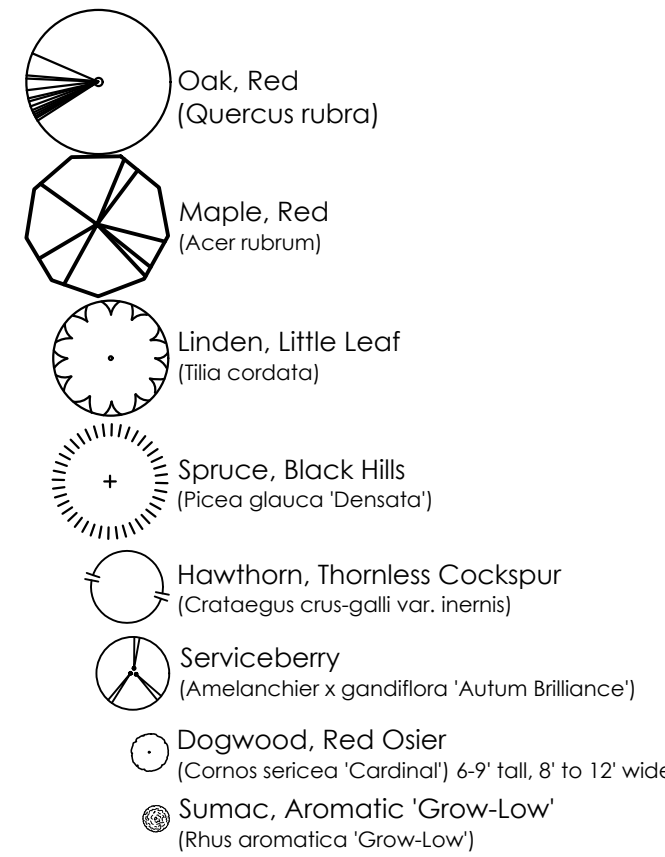 Oak, Red
(Quercus rubra)
Maple, Red
(Acer rubrum)
Linden, Little Leaf
(Tilia cordata)
Spruce, Black Hills
(Picea glauca 'Densata')
Hawthorn, Thornless Cockspur
(Crataegus crus-galli var. inernis)
Serviceberry
(Amelanchier x gandiflora 'Autum Brilliance')
Dogwood, Red Osier
(Cornos sericea 'Cardinal') 6-9' tall, 8' to 12' wide
Sumac, Aromatic 'Grow-Low'
(Rhus aromatica 'Grow-Low')